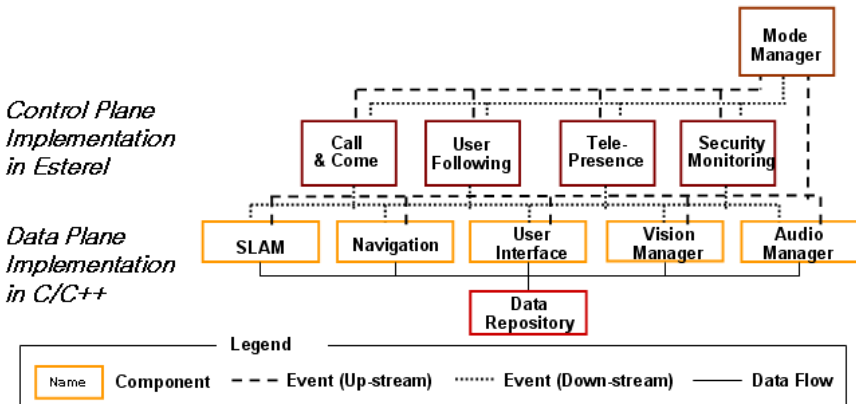 Mode
Manager
Control Plane
Implementation
in Esterel
Call
& Come
User
Following
Tele-
Presence
Security
Monitoring
Data Plane
Implementation
in C/C++
SLAM
Navigation
User
Interface
Vision
Manager
Audio
Manager
Data
Repository
Legend
Name
Component
Event (Up-stream)
Event (Down-stream)
Data Flow